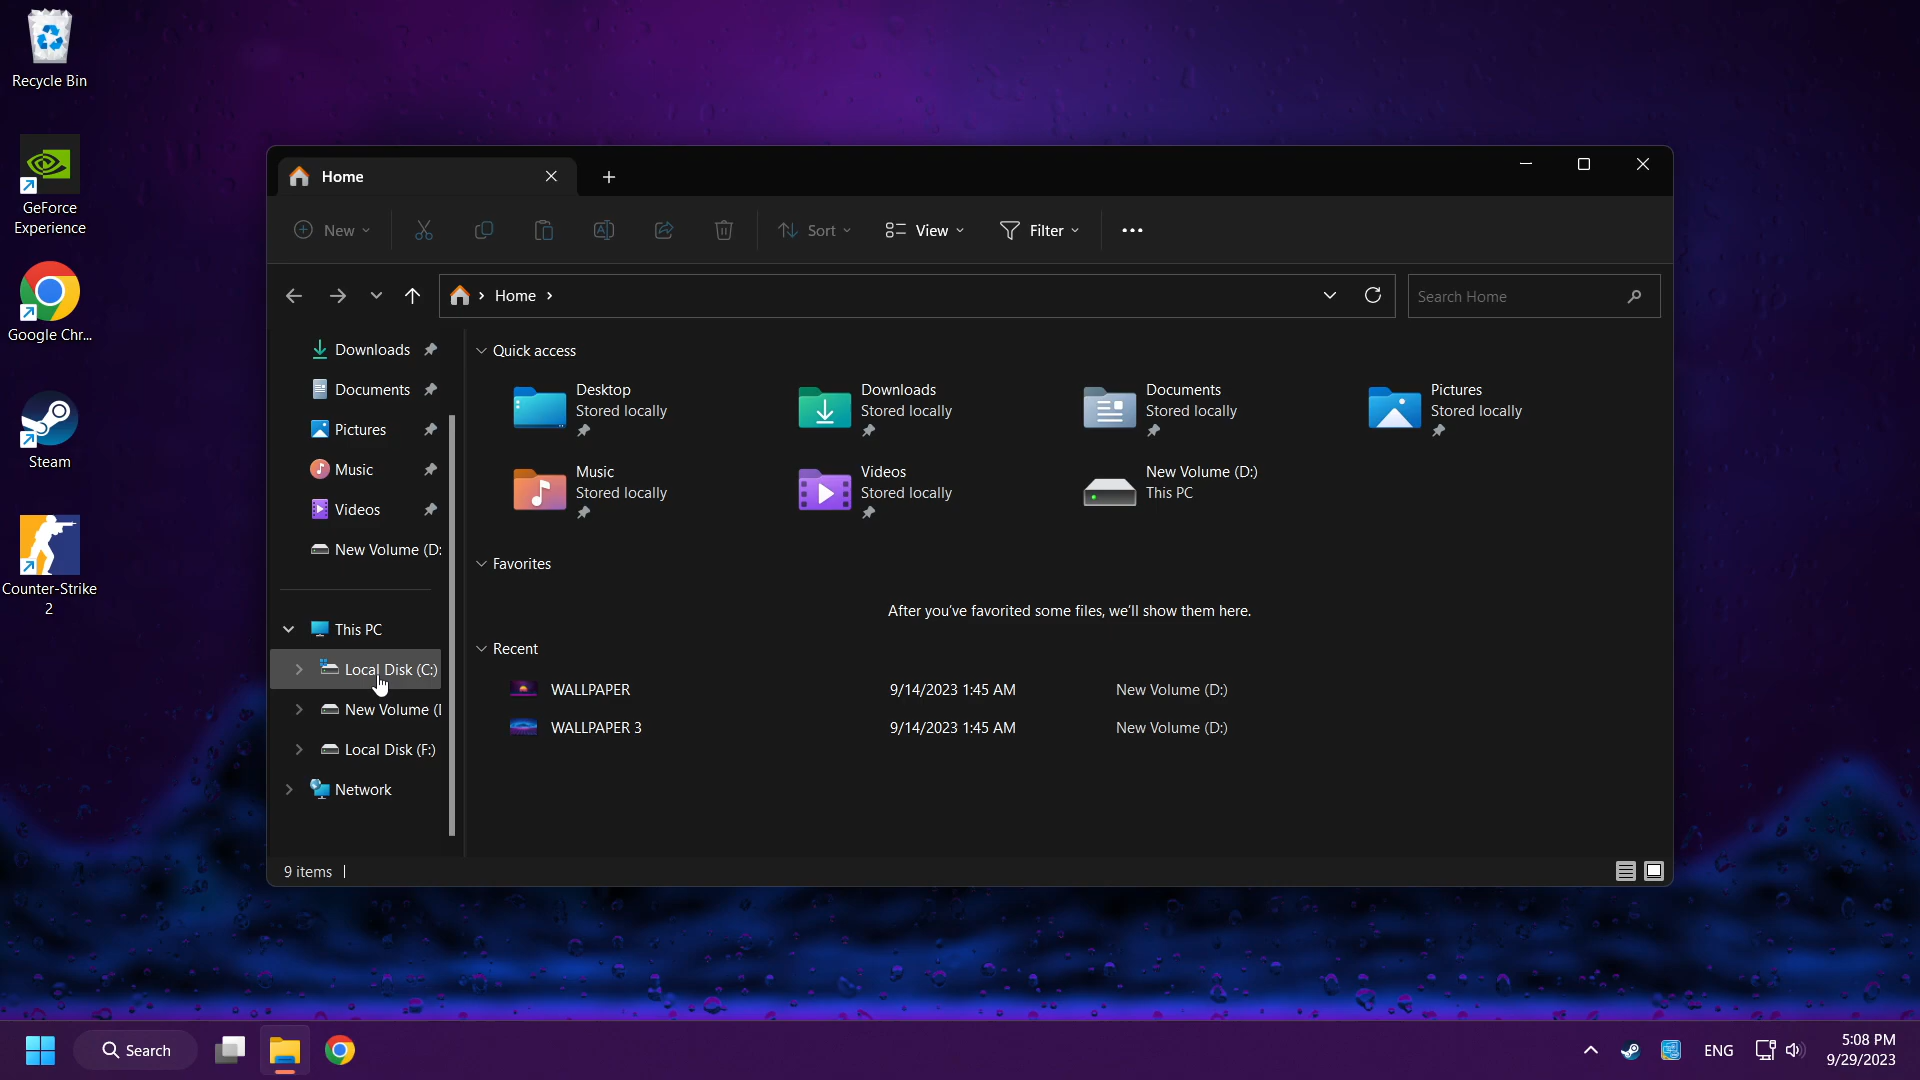 Recycle Bin
GeForce
Experience
Google Chr...
Steam
Counter-Strike
2
Home
New
Sort
View
Filter
Home
Search Home
Downloads
Documents
Pictures
Music
Videos
New Volume (D:
This PC
Local Disk (C:)
New Volume (
Local Disk (F:)
Network
Quick access
Desktop
Stored locally
Downloads
Stored locally
Documents
Stored locally
Pictures
Stored locally
Music
Stored locally
Videos
Stored locally
New Volume (D:)
This PC
Favorites
After you've favorited some files, we'll show them here.
Recent
WALLPAPER 9/14/2023 1:45 AM New Volume (D:)
WALLPAPER 3 9/14/2023 1:45 AM New Volume (D:)
9 items
Search
ENG
5:08 PM
9/29/2023